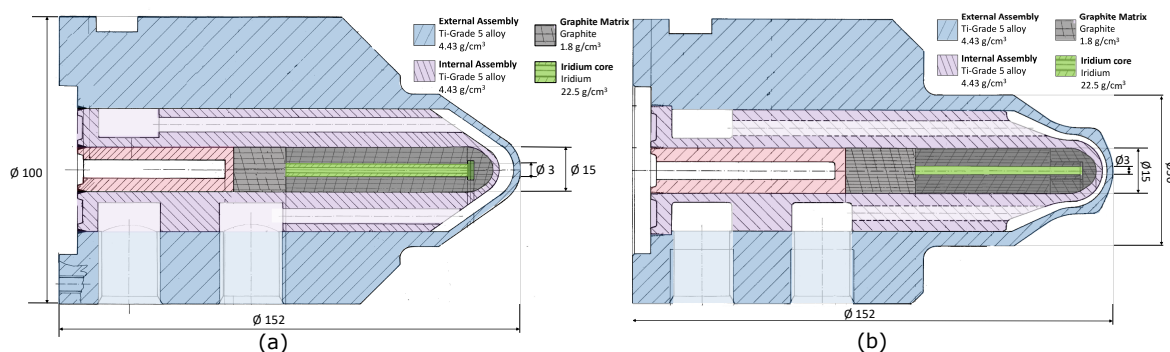 External Assembly
Ti-Grade 5 alloy
4.43 g/cm³
Graphite Matrix
Graphite
1.8 g/cm³
Internal Assembly
Ti-Grade 5 alloy
4.43 g/cm³
Iridium core
Iridium
22.5 g/cm³
Ø 100
Ø 3
Ø 15
Ø 152
(a)
External Assembly
Ti-Grade 5 alloy
4.43 g/cm³
Graphite Matrix
Graphite
1.8 g/cm³
Internal Assembly
Ti-Grade 5 alloy
4.43 g/cm³
Iridium core
Iridium
22.5 g/cm³
Ø3
Ø15
Ø 152
(b)